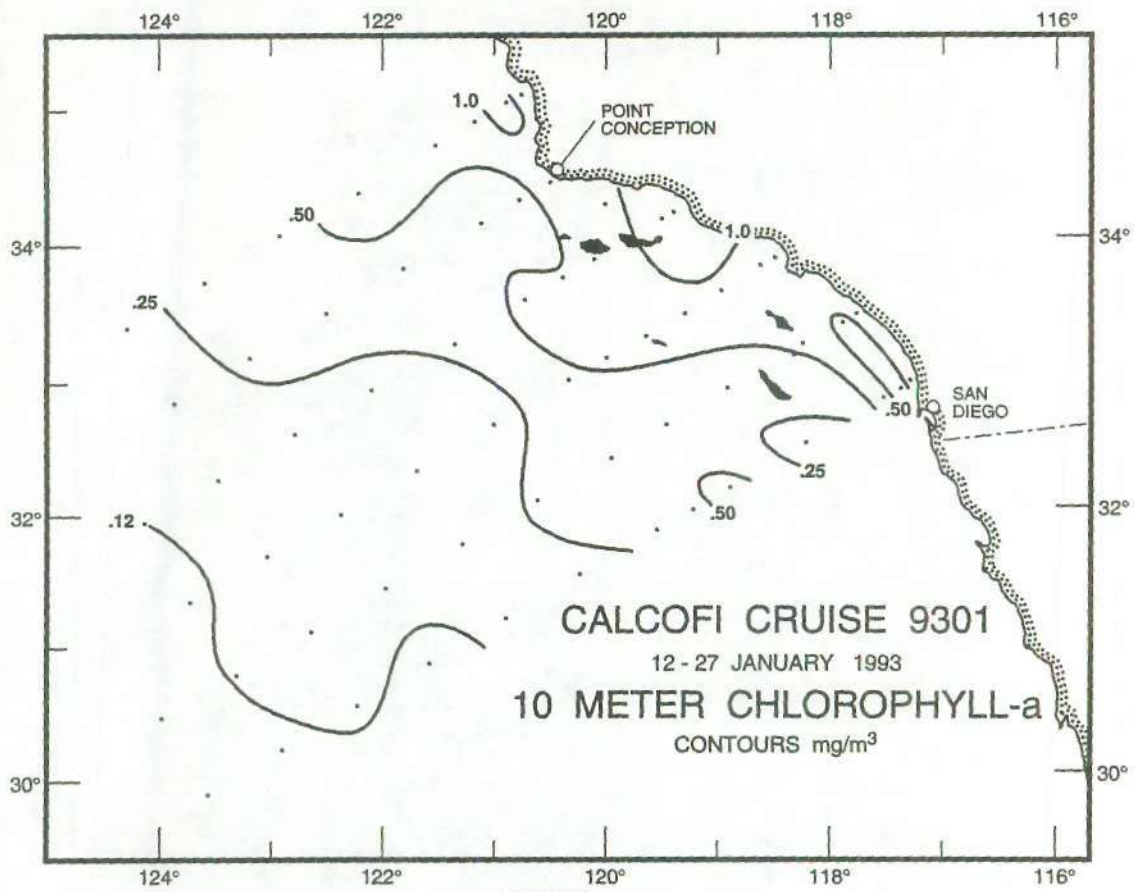 124° 122° 120° 118° 116°
1.0
POINT
CONCEPTION
.50
34° 1.0 34°
.25
.50
SAN
DIEGO
.25
.50
32° 32°
.12
CALCOFI CRUISE 9301
12 - 27 JANUARY 1993
10 METER CHLOROPHYLL-a
CONTOURS mg/m³
30° 30°
124° 122° 120° 118° 116°